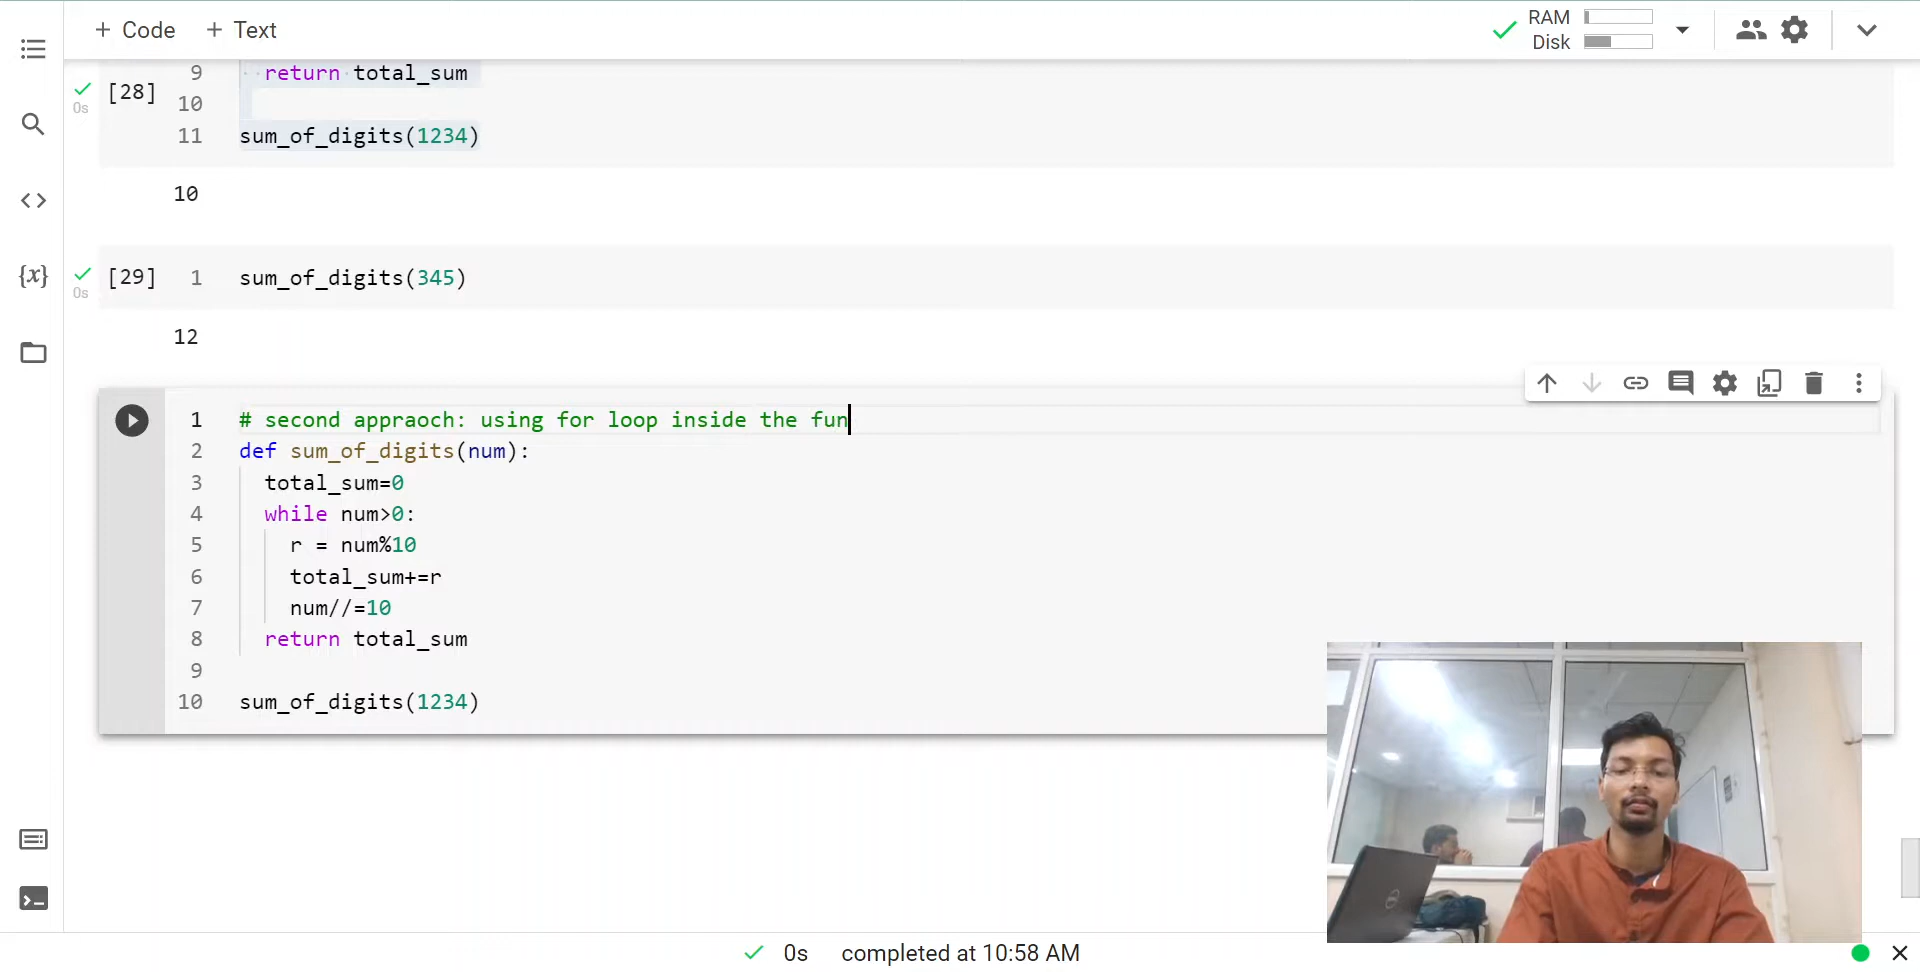 + Code + Text
RAM
Disk
9 return total_sum
[28] 10
0s
11 sum_of_digits(1234)
10
[29] 1 sum_of_digits(345)
0s
12
1 # second appraoch: using for loop inside the fun
2 def sum_of_digits(num):
3 total_sum=0
4 while num>0:
5 r = num%10
6 total_sum+=r
7 num//=10
8 return total_sum
9
10 sum_of_digits(1234)
{x}
0s completed at 10:58 AM